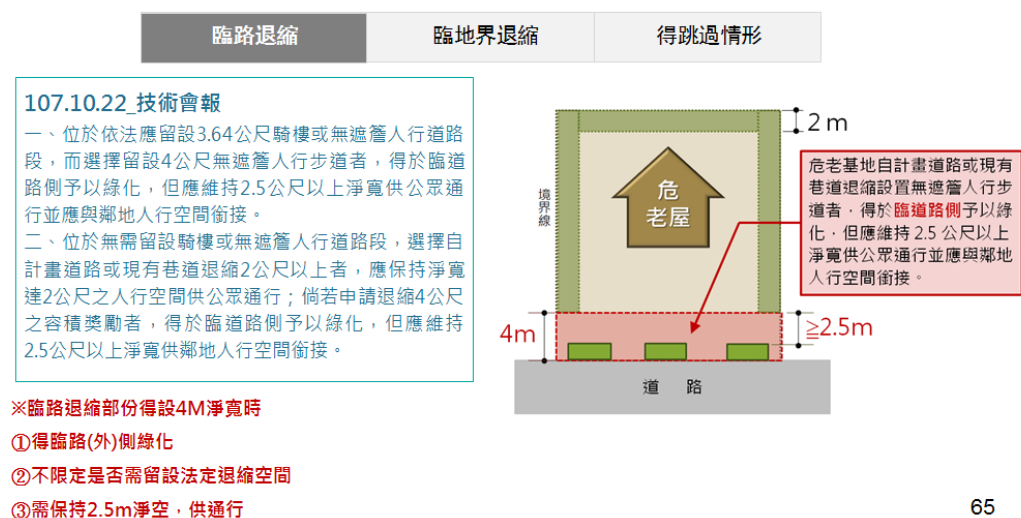 臨路退縮
臨地界退縮
得跳過情形
107.10.22_技術會報
一、位於依法應留設3.64公尺騎樓或無遮簷人行道路
段，而選擇留設4公尺無遮簷人行步道者，得於臨道
路側予以綠化，但應維持2.5公尺以上淨寬供公眾通
行並應與鄰地人行空間銜接。
二、位於無需留設騎樓或無遮簷人行道路段，選擇自
計畫道路或現有巷道退縮2公尺以上者，應保持淨寬
達2公尺之人行空間供公眾通行；倘若申請退縮4公尺
之容積獎勵者，得於臨道路側予以綠化，但應維持
2.5公尺以上淨寬供鄰地人行空間銜接。
※臨路退縮部份得設4M淨寬時
①得臨路(外)側綠化
②不限定是否需留設法定退縮空間
③需保持2.5m淨空，供通行
2 m
境界線
危
老屋
危老基地自計畫道路或現有
巷道退縮設置無遮簷人行步
道者，得於臨道路側予以綠
化，但應維持 2.5 公尺以上
淨寬供公眾通行並應與鄰地
人行空間銜接。
4m
≧2.5m
道 路
65